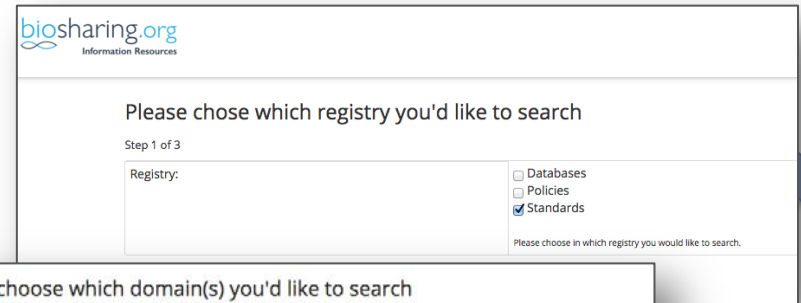 biosharing.org
Information Resources
Please chose which registry you'd like to search
Step 1 of 3
Registry:
Databases
Policies
Standards
Please choose in which registry you would like to search.
choose which domain(s) you'd like to search